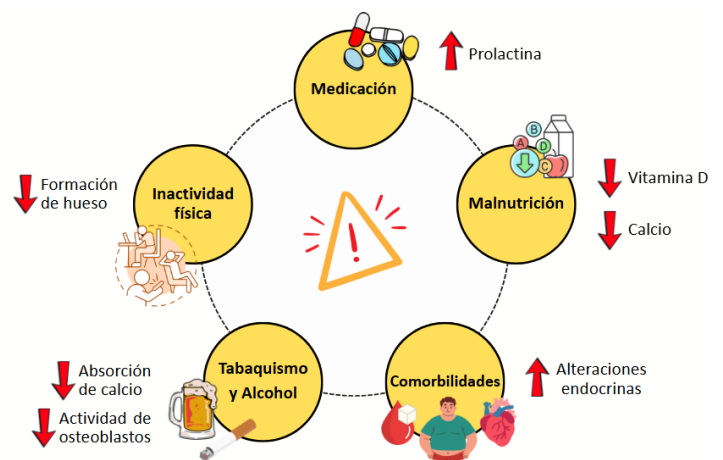 Medicación
Prolactina
Malnutrición
B
A
D
C
Vitamina D
Calcio
Comorbilidades
Alteraciones
endocrinas
Tabaquismo
y Alcohol
Absorción
de calcio
Actividad de
osteoblastos
Inactividad
física
Formación
de hueso